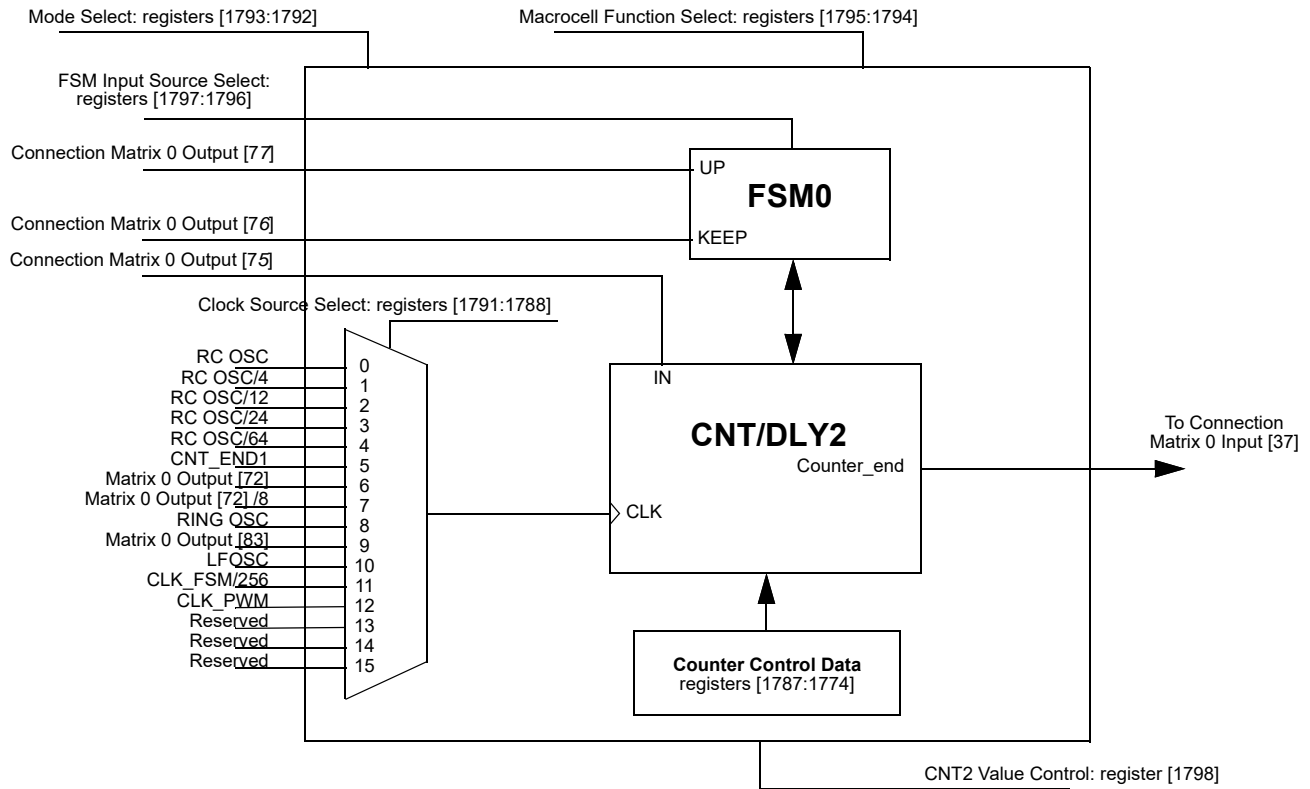 Mode Select: registers [1793:1792]
Macrocell Function Select: registers [1795:1794]
FSM Input Source Select:
registers [1797:1796]
Connection Matrix 0 Output [77]
UP
FSM0
Connection Matrix 0 Output [76]
KEEP
Connection Matrix 0 Output [75]
Clock Source Select: registers [1791:1788]
RC OSC
0
RC OSC/4
1
RC OSC/12
2
RC OSC/24
3
RC OSC/64
4
CNT_END1
5
Matrix 0 Output [72]
6
Matrix 0 Output [72] /8
7
RING OSC
8
Matrix 0 Output [83]
9
LFOSC
10
CLK_FSM/256
11
CLK_PWM
12
Reserved
13
Reserved
14
Reserved
15
IN
CNT/DLY2
Counter_end
CLK
To Connection
Matrix 0 Input [37]
Counter Control Data
registers [1787:1774]
CNT2 Value Control: register [1798]